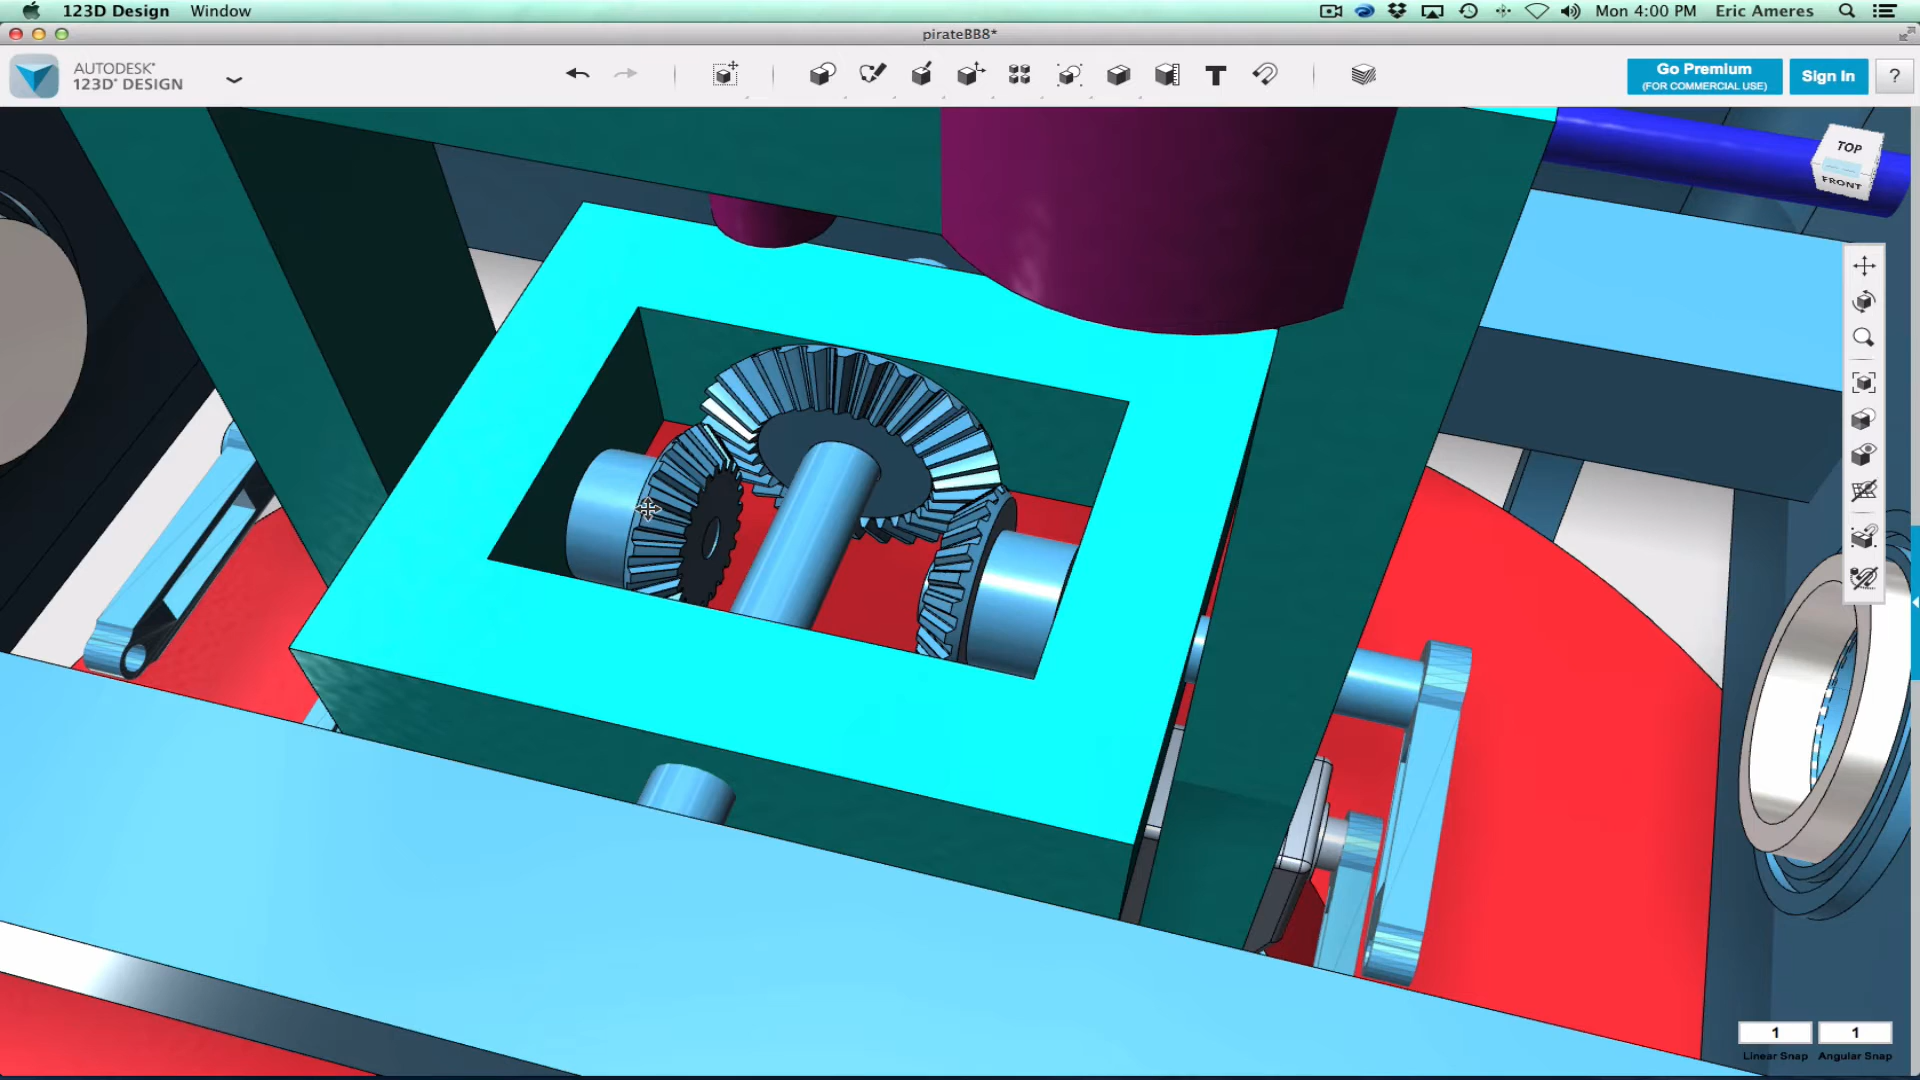 123D Design Window
Mon 4:00 PM Eric Ameres
pirateBB8*
AUTODESK®
123D® DESIGN
T
Go Premium
(FOR COMMERCIAL USE)
Sign In
?
TOP
FRONT
1 1
Linear Snap Angular Snap